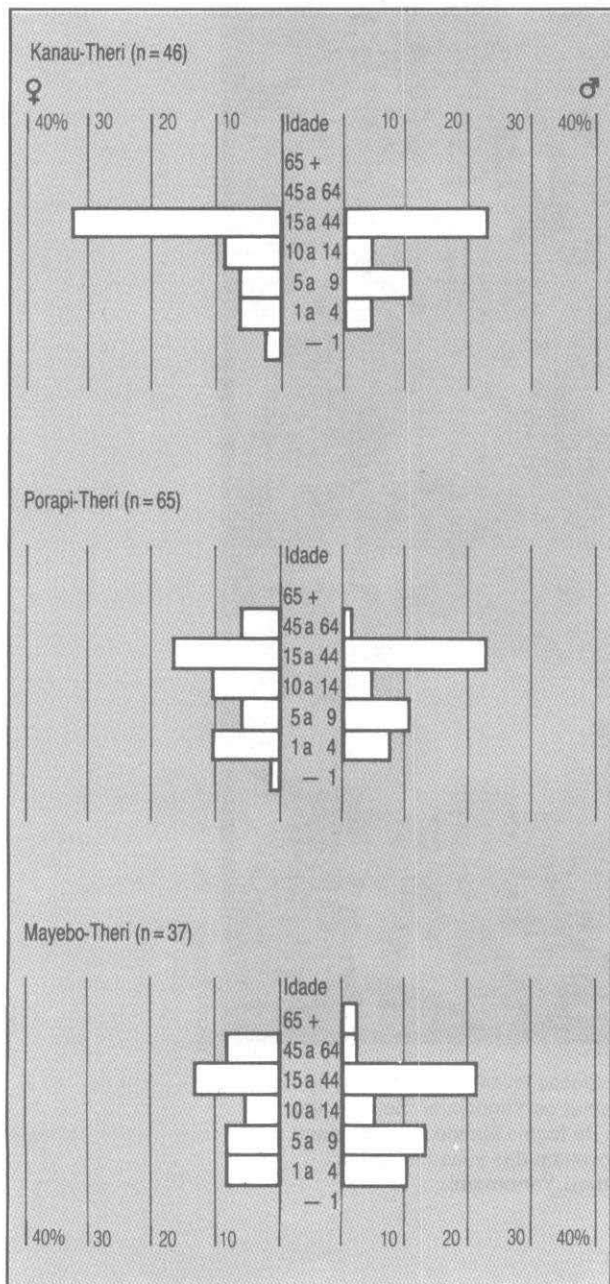 Kanau-Theri (n = 46)
♀ ♂
40% 30 20 10 Idade 10 20 30 40%
65 +
45 a 64
15 a 44
10 a 14
5 a 9
1 a 4
— 1
Porapi-Theri (n = 65)
Idade
65 +
45 a 64
15 a 44
10 a 14
5 a 9
1 a 4
— 1
Mayebo-Theri (n = 37)
Idade
65 +
45 a 64
15 a 44
10 a 14
5 a 9
1 a 4
— 1
40% 30 20 10 10 20 30 40%